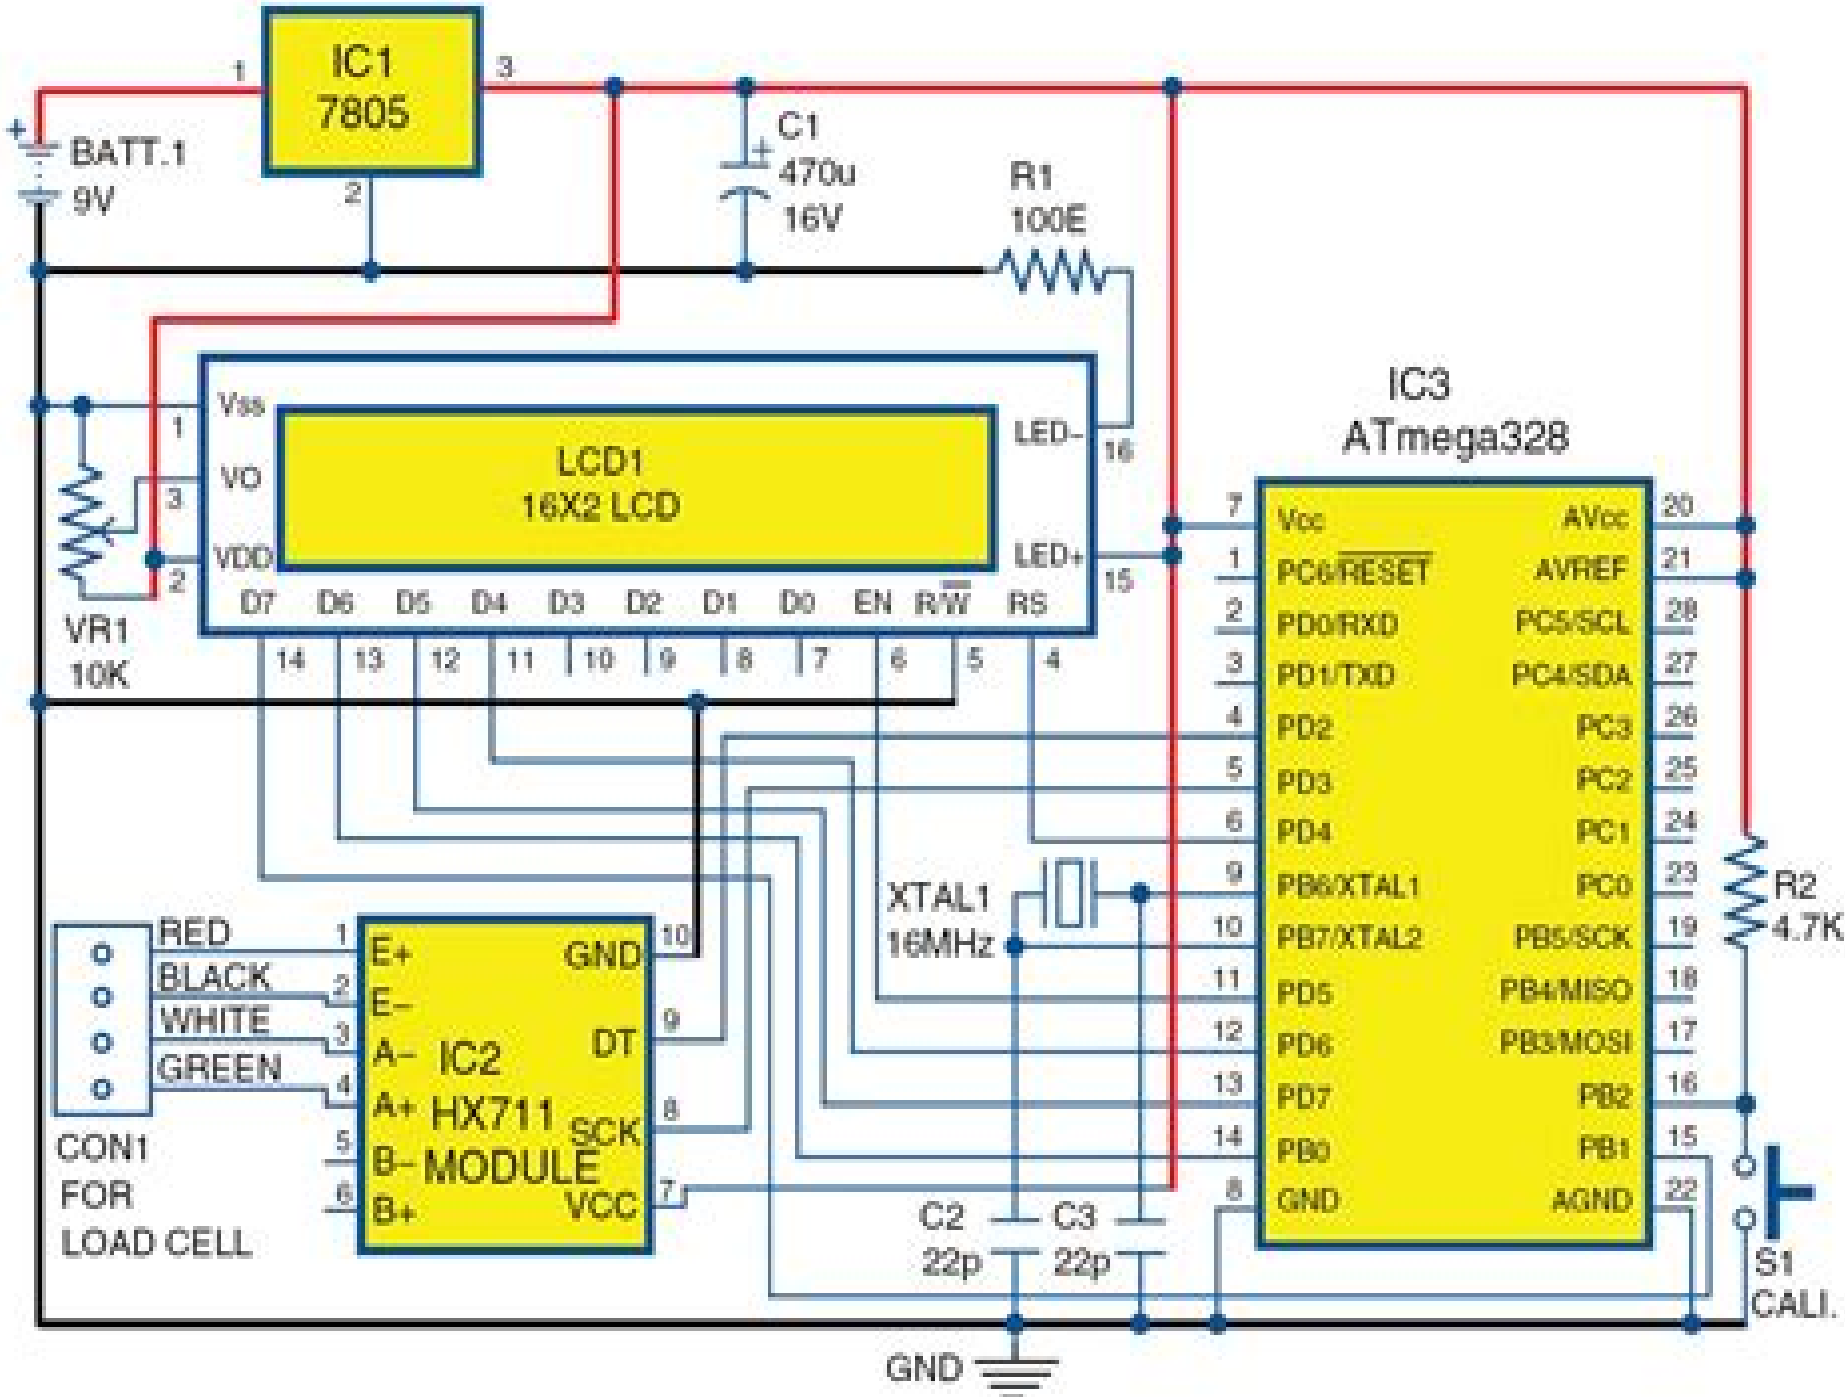 1
IC1
7805
3
2
+
BATT.1
9V
C1
+
470u
16V
R1
100E
Vss
1
VO
3
VDD
2
VR1
10K
LCD1
16X2 LCD
LED-
16
LED+
15
D7 D6 D5 D4 D3 D2 D1 D0 EN R/W RS
14 13 12 11 10 9 8 7 6 5 4
IC3
ATmega328
7 Vcc AVcc 20
1 PC6/RESET AVREF 21
2 PD0/RXD PC5/SCL 28
3 PD1/TXD PC4/SDA 27
4 PD2 PC3 26
5 PD3 PC2 25
6 PD4 PC1 24
9 PB6/XTAL1 PC0 23
10 PB7/XTAL2 PB5/SCK 19
11 PD5 PB4/MISO 18
12 PD6 PB3/MOSI 17
13 PD7 PB2 16
14 PB0 PB1 15
8 GND AGND 22
R2
4.7K
S1
CALI.
XTAL1
16MHz
RED
BLACK
WHITE
GREEN
CON1
FOR
LOAD CELL
1 E+
2 E-
3 A-
4 A+
5 B-
6 B+
IC2
HX711
MODULE
GND 10
DT 9
SCK 8
VCC 7
C2
22p
C3
22p
GND